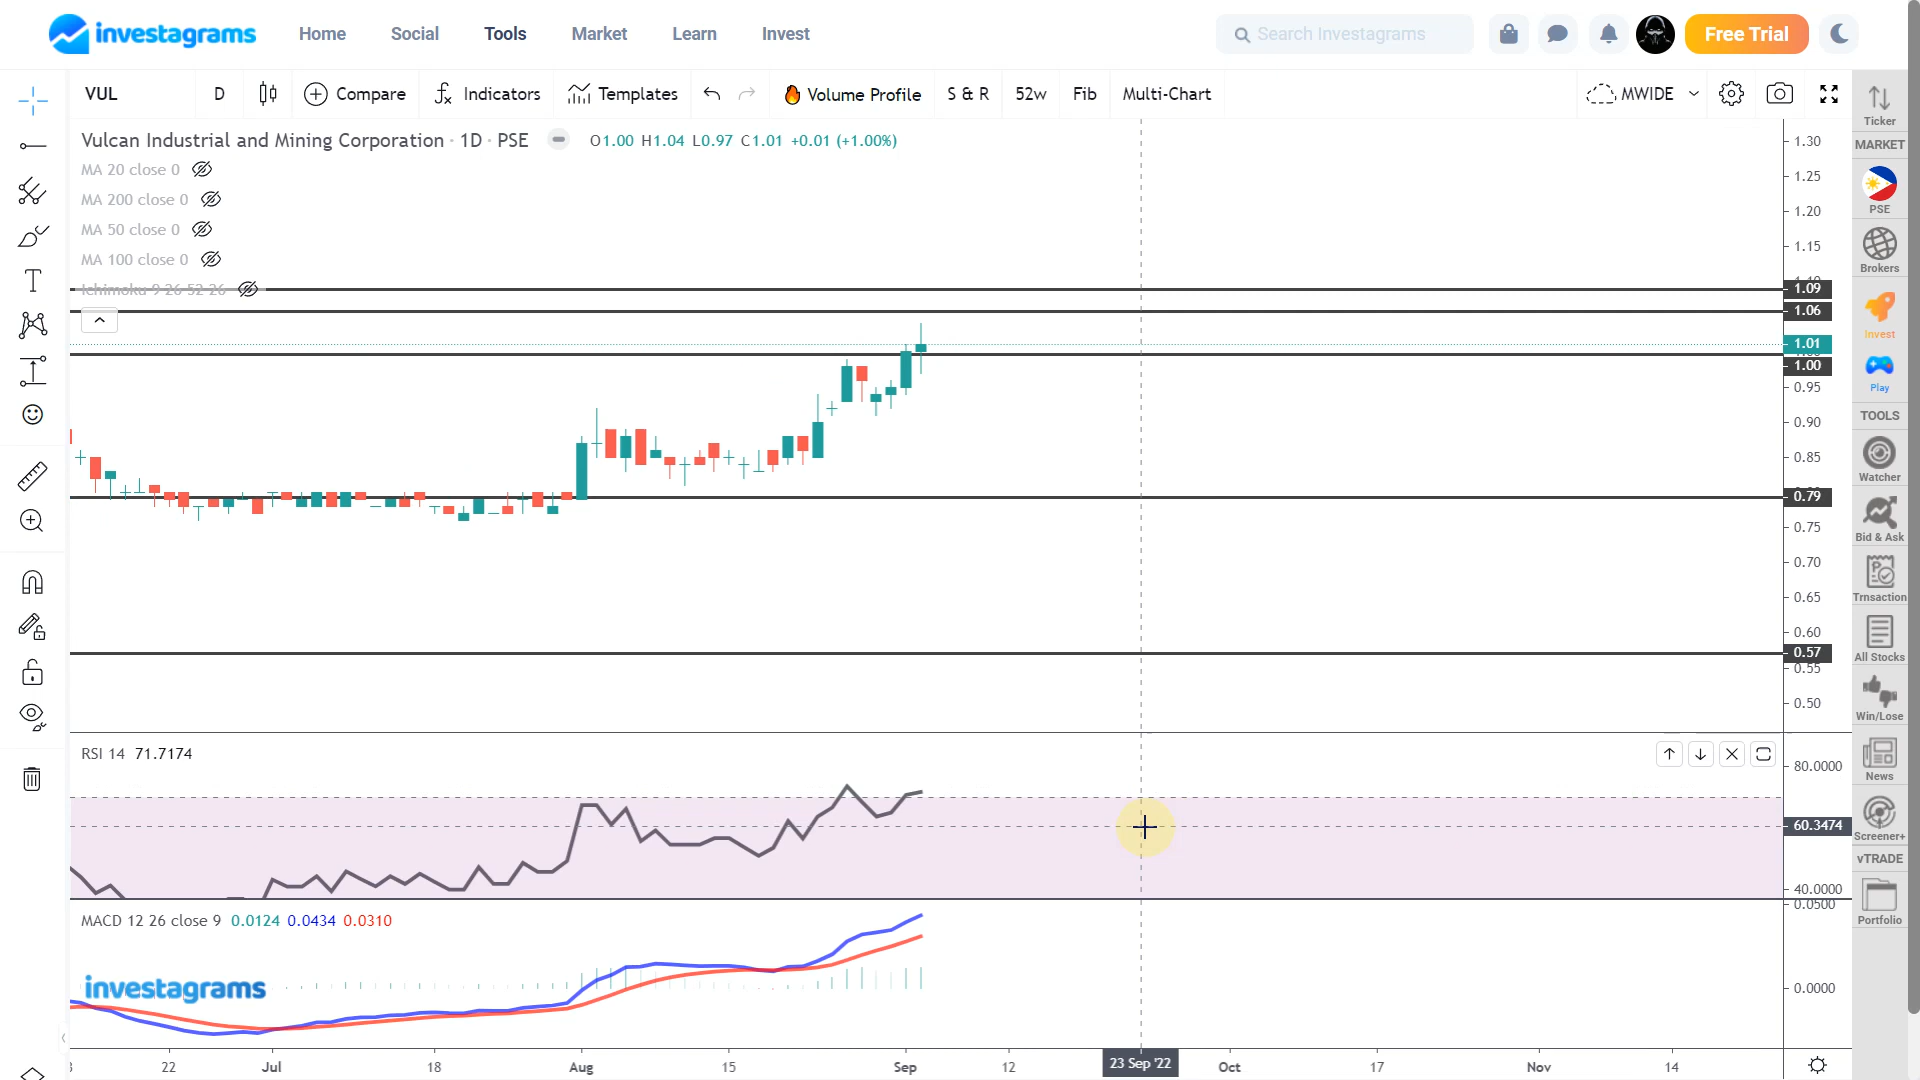 investagrams Home Social Tools Market Learn Invest Search Investagrams Free Trial
VUL D Compare Indicators Templates Volume Profile S & R 52w Fib Multi-Chart MWIDE
Vulcan Industrial and Mining Corporation · 1D · PSE O1.00 H1.04 L0.97 C1.01 +0.01 (+1.00%)
MA 20 close 0
MA 200 close 0
MA 50 close 0
MA 100 close 0
Ichimoku 9 26 52 26
1.30
1.25
1.20
1.15
1.09
1.06
1.01
1.00
0.95
0.90
0.85
0.79
0.75
0.70
0.65
0.60
0.57
0.55
0.50
RSI 14 71.7174
80.0000
60.3474
40.0000
MACD 12 26 close 9 0.0124 0.0434 0.0310
0.0500
investagrams
0.0000
22 Jul 18 Aug 15 Sep 12 23 Sep '22 Oct 17 Nov 14
Ticker
MARKET
PSE
Brokers
Invest
Play
TOOLS
Watcher
Bid & Ask
Trnsaction
All Stocks
Win/Lose
News
Screener+
vTRADE
Portfolio